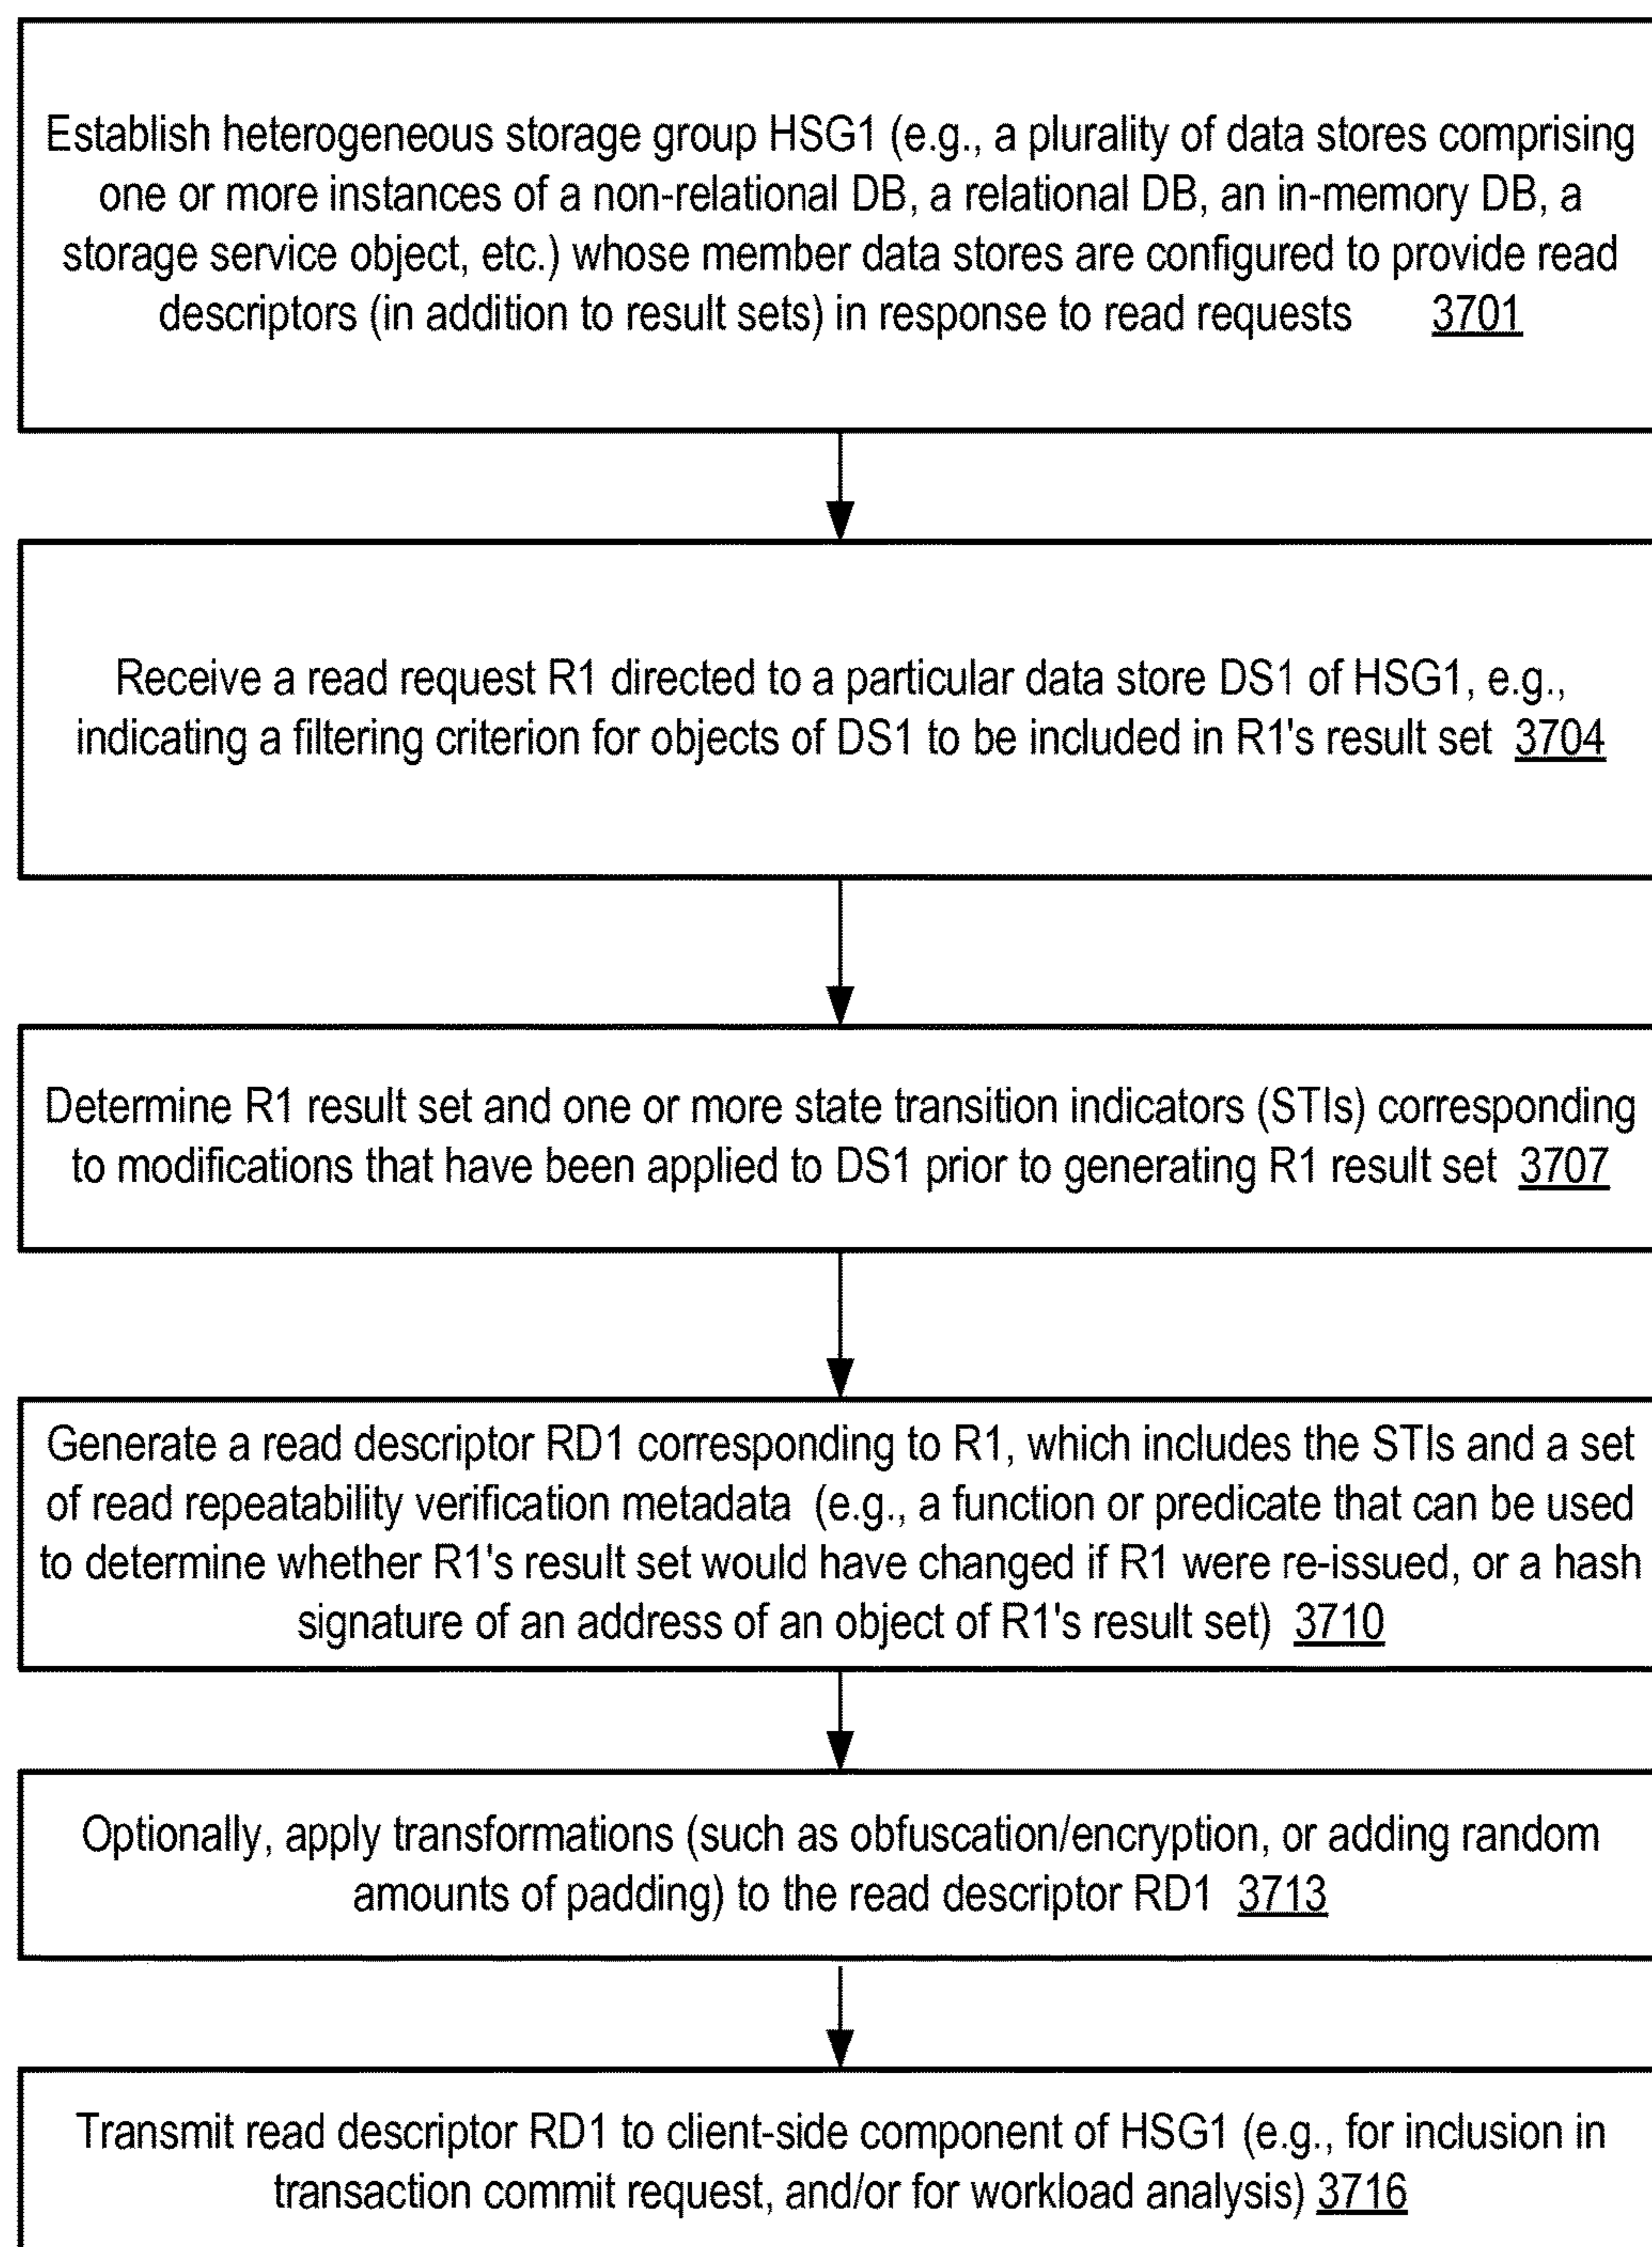 Establish heterogeneous storage group HSG1 (e.g., a plurality of data stores comprising
one or more instances of a non-relational DB, a relational DB, an in-memory DB, a
storage service object, etc.) whose member data stores are configured to provide read
descriptors (in addition to result sets) in response to read requests 3701
Receive a read request R1 directed to a particular data store DS1 of HSG1, e.g.,
indicating a filtering criterion for objects of DS1 to be included in R1's result set 3704
Determine R1 result set and one or more state transition indicators (STIs) corresponding
to modifications that have been applied to DS1 prior to generating R1 result set 3707
Generate a read descriptor RD1 corresponding to R1, which includes the STIs and a set
of read repeatability verification metadata (e.g., a function or predicate that can be used
to determine whether R1's result set would have changed if R1 were re-issued, or a hash
signature of an address of an object of R1's result set) 3710
Optionally, apply transformations (such as obfuscation/encryption, or adding random
amounts of padding) to the read descriptor RD1 3713
Transmit read descriptor RD1 to client-side component of HSG1 (e.g., for inclusion in
transaction commit request, and/or for workload analysis) 3716